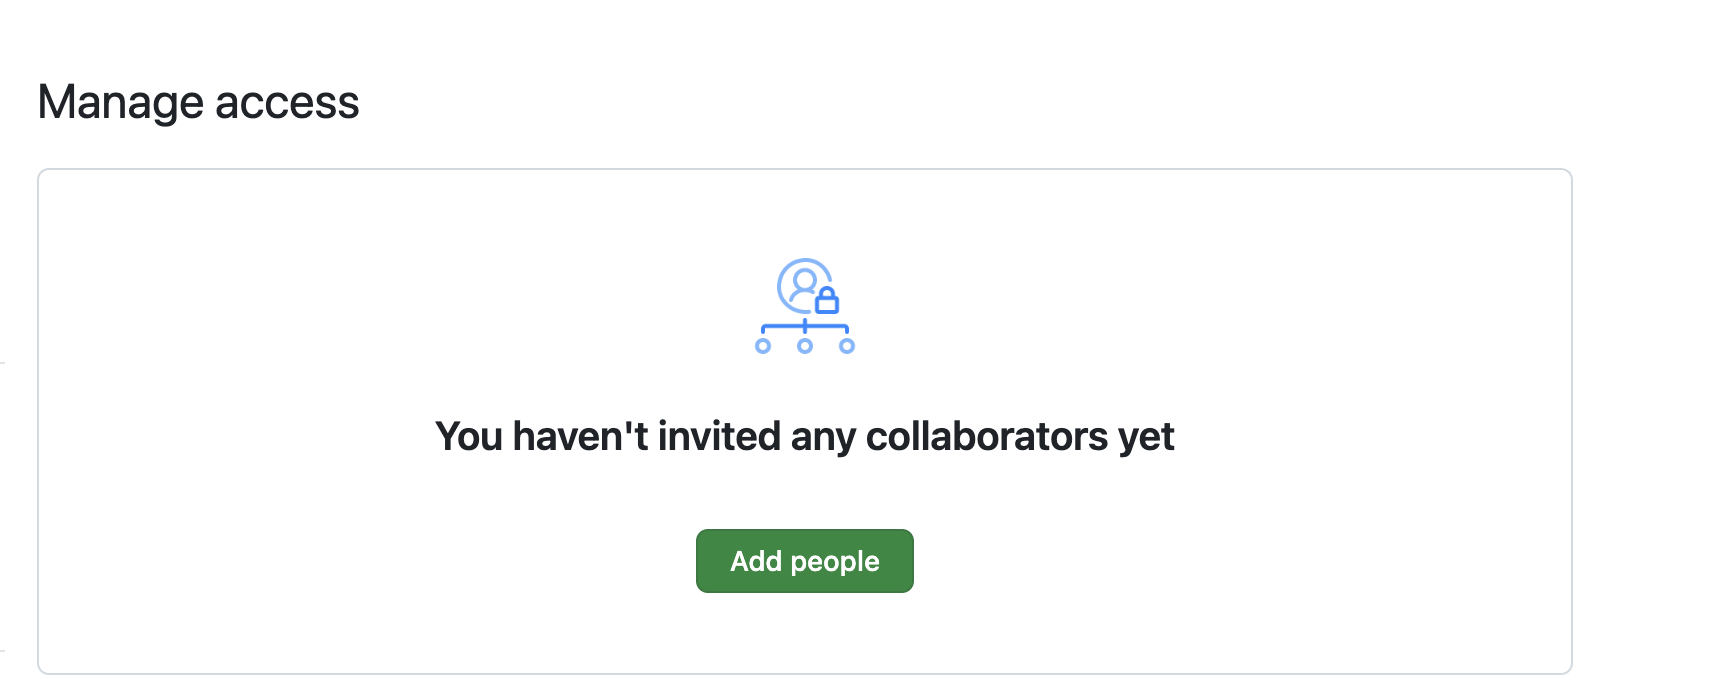 Manage access
You haven't invited any collaborators yet
Add people